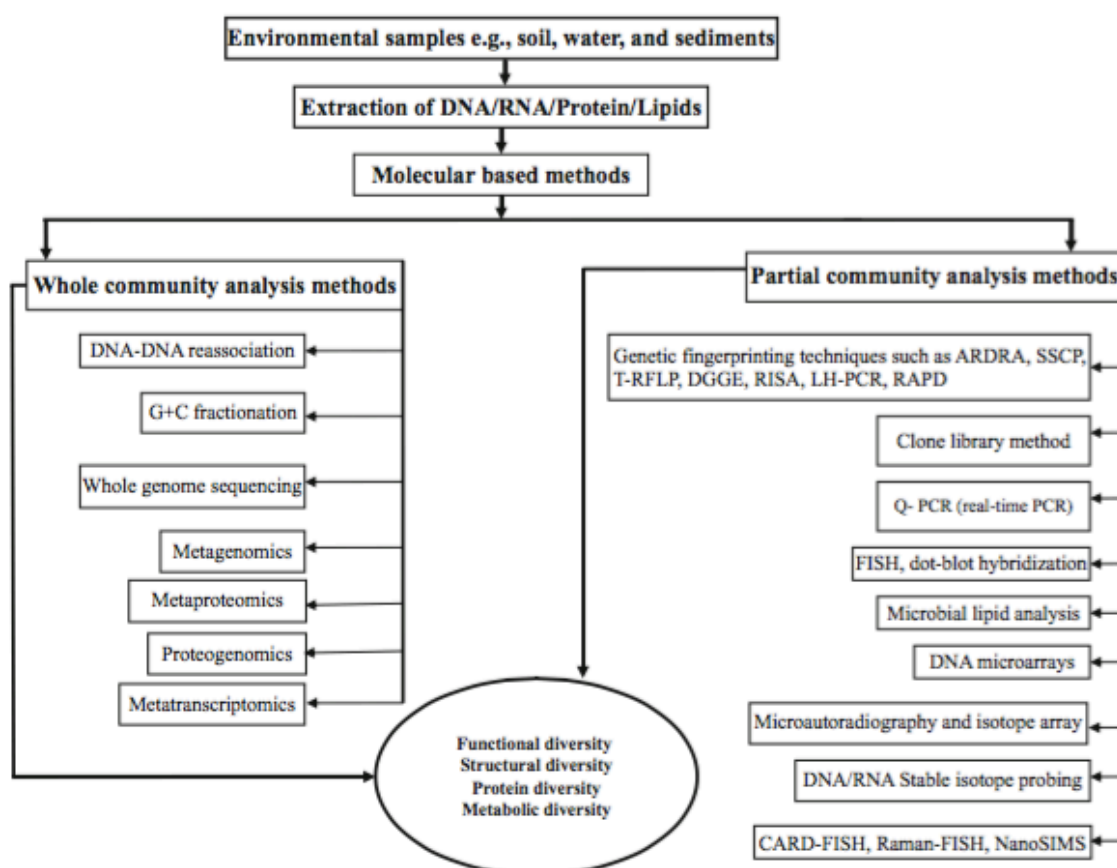 Environmental samples e.g., soil, water, and sediments
Extraction of DNA/RNA/Protein/Lipids
Molecular based methods
Whole community analysis methods
DNA-DNA reassociation
G+C fractionation
Whole genome sequencing
Metagenomics
Metaproteomics
Proteogenomics
Metatranscriptomics
Partial community analysis methods
Genetic fingerprinting techniques such as ARDRA, SSCP,
T-RFLP, DGGE, RISA, LH-PCR, RAPD
Clone library method
Q- PCR (real-time PCR)
FISH, dot-blot hybridization
Microbial lipid analysis
DNA microarrays
Microautoradiography and isotope array
DNA/RNA Stable isotope probing
CARD-FISH, Raman-FISH, NanoSIMS
Functional diversity
Structural diversity
Protein diversity
Metabolic diversity